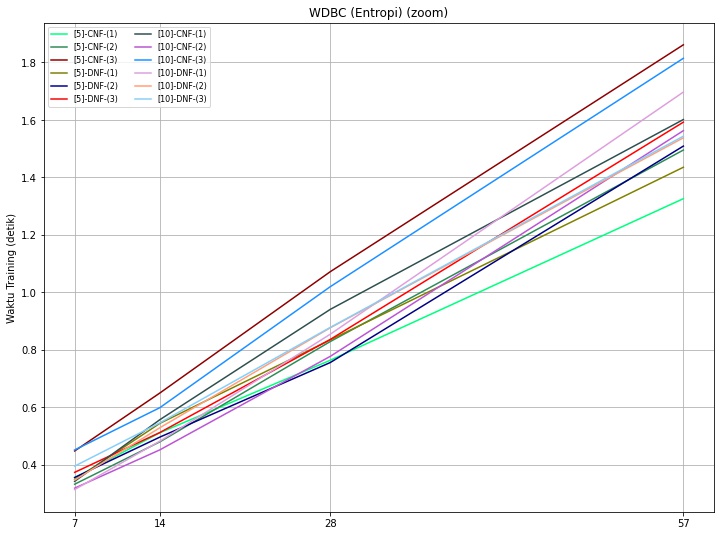 WDBC (Entropi) (zoom)
[5]-CNF-(1)
[5]-CNF-(2)
[5]-CNF-(3)
[5]-DNF-(1)
[5]-DNF-(2)
[5]-DNF-(3)
[10]-CNF-(1)
[10]-CNF-(2)
[10]-CNF-(3)
[10]-DNF-(1)
[10]-DNF-(2)
[10]-DNF-(3)
Waktu Training (detik)
1.8
1.6
1.4
1.2
1.0
0.8
0.6
0.4
7
14
28
57